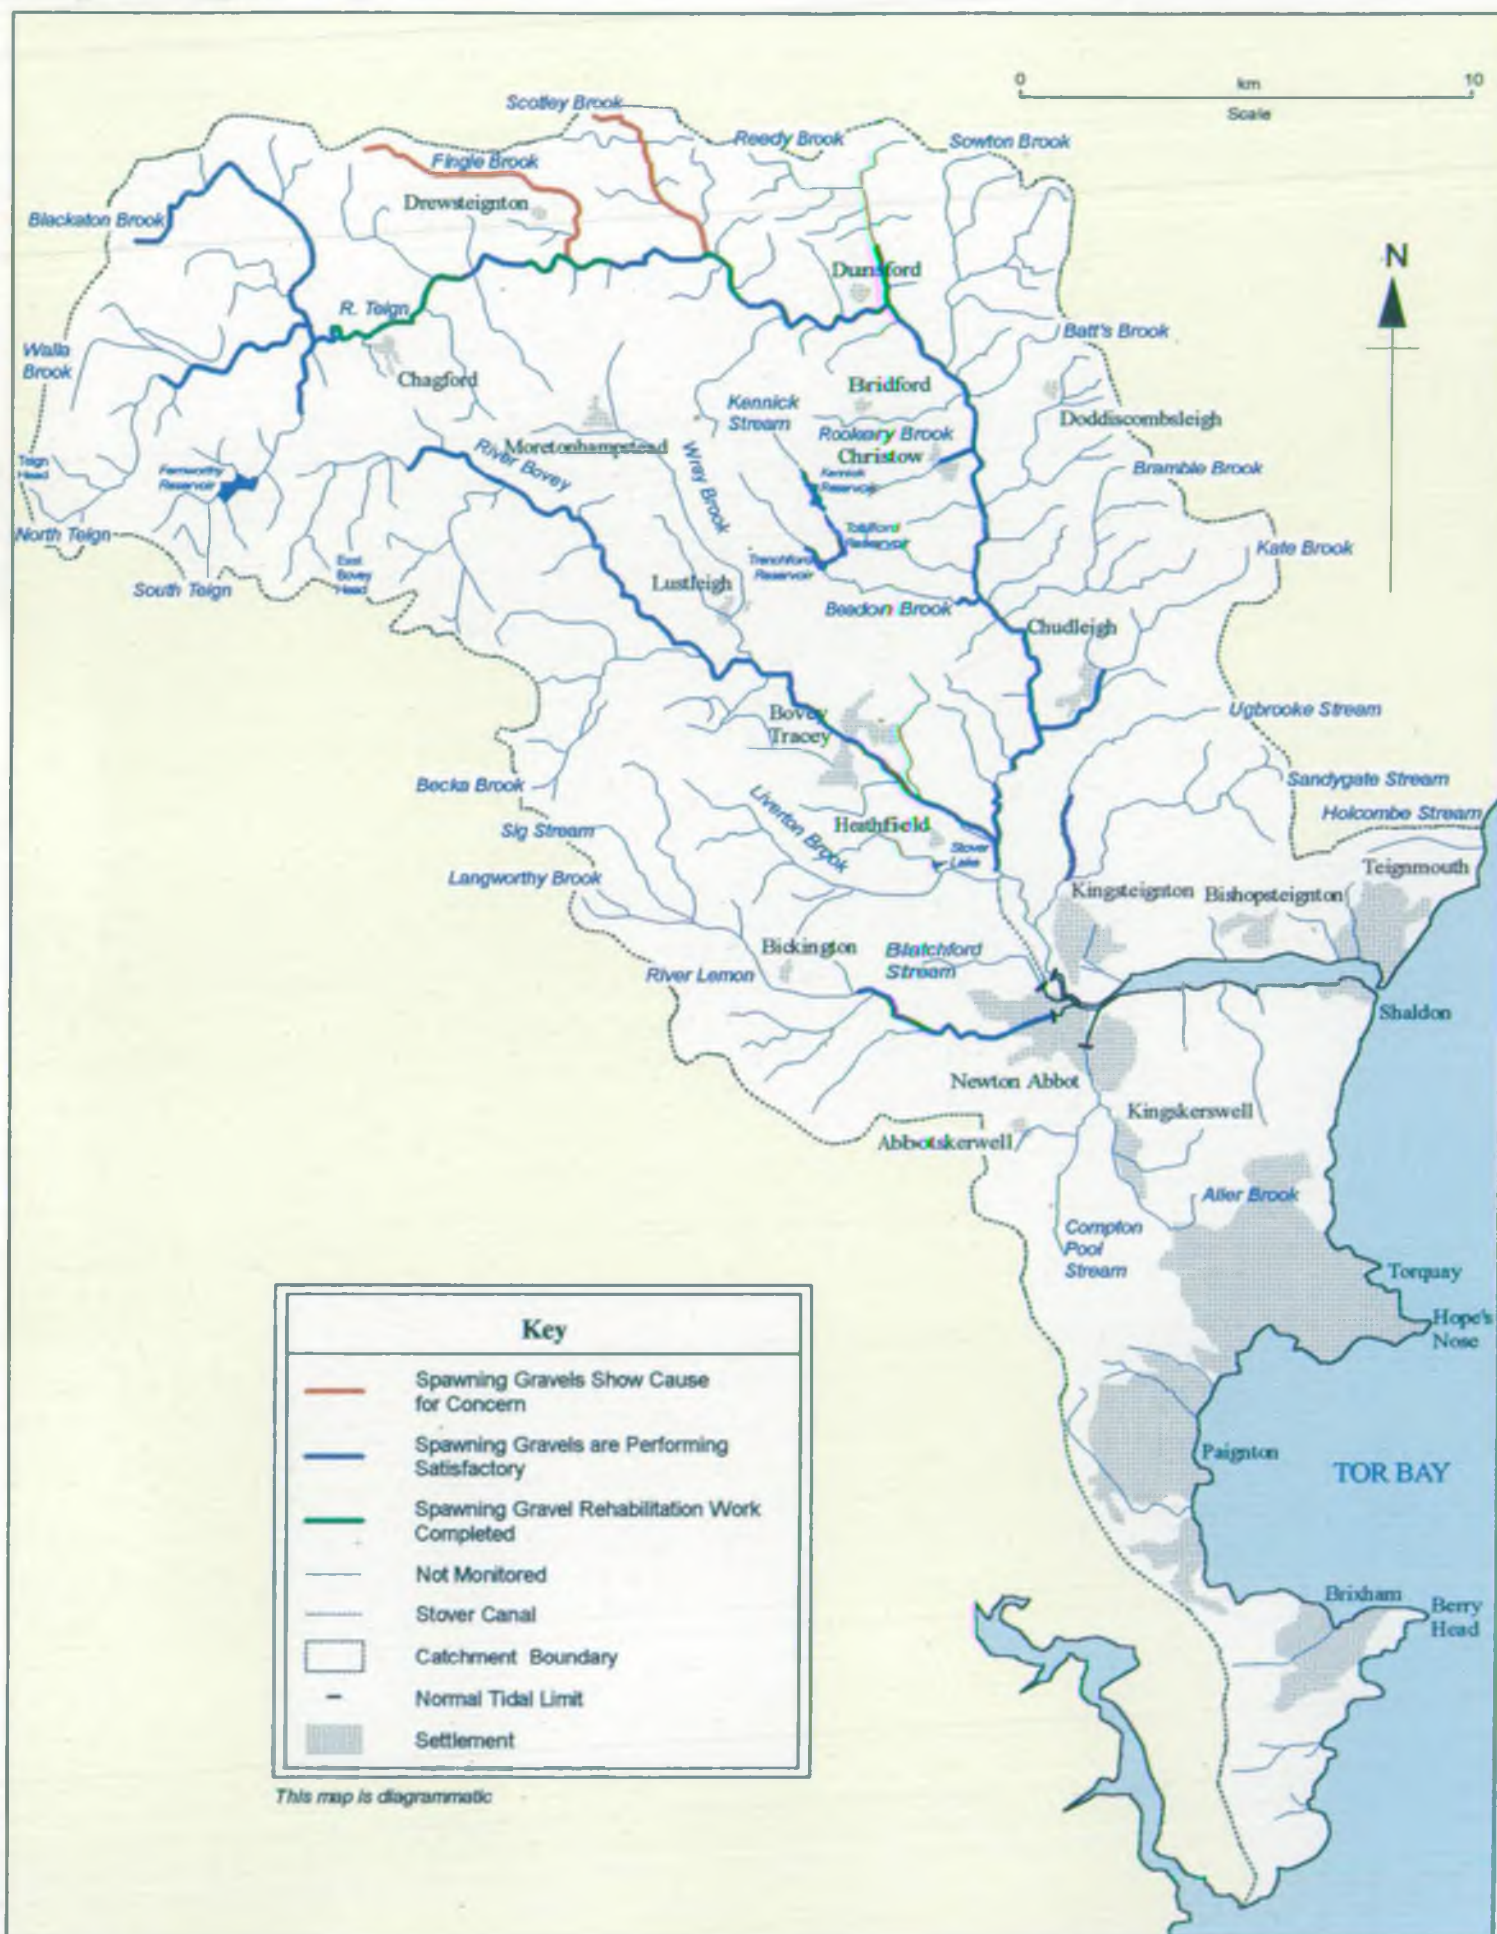 0 km 10
Scale
Scotley Brook
Reedy Brook
Sowton Brook
Fingle Brook
Drewsteignton
Blackaton Brook
N
Dunsford
R. Teign
Batt's Brook
Walla
Brook
Chagford
Bridford
Kennick
Stream
Doddiscombsleigh
Rookery Brook
Moretonhampstead
River Bovey
Wray Brook
Christow
Bramble Brook
Teign
Head
Fernworthy
Reservoir
Kennick
Reservoir
North Teign
Tottiford
Reservoir
Kate Brook
Trenchford
Reservoir
East
Bovey
Head
South Teign
Lustleigh
Beadon Brook
Chudleigh
Bovey
Tracey
Ugbrooke Stream
Becka Brook
Sandygate Stream
Liverton Brook
Holcombe Stream
Sig Stream
Heathfield
Stover
Lake
Teignmouth
Langworthy Brook
Kingsteignton
Bishopsteignton
Bickington
Blatchford
Stream
River Lemon
Shaldon
Newton Abbot
Kingskerswell
Abbotskerwell
Aller Brook
Compton
Pool
Stream
Torquay
Hope's
Nose
Paignton
TOR BAY
Brixham
Berry
Head
Key
Spawning Gravels Show Cause
for Concern
Spawning Gravels are Performing
Satisfactory
Spawning Gravel Rehabilitation Work
Completed
Not Monitored
Stover Canal
Catchment Boundary
Normal Tidal Limit
Settlement
This map is diagrammatic